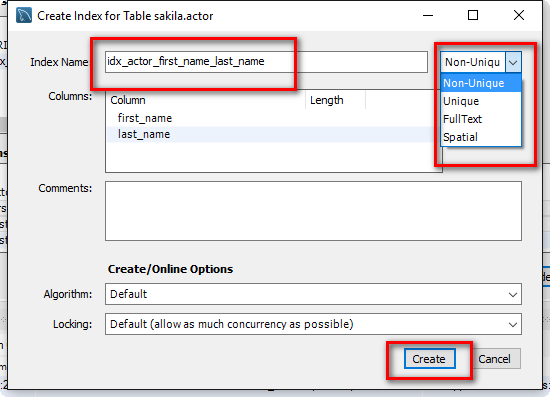 Create Index for Table sakila.actor
Index Name idx_actor_first_name_last_name Non-Uniqu
Non-Unique
Unique
FullText
Spatial
Columns:
Column Length
first_name
last_name
Comments:
Create/Online Options
Algorithm: Default
Locking: Default (allow as much concurrency as possible)
Create Cancel